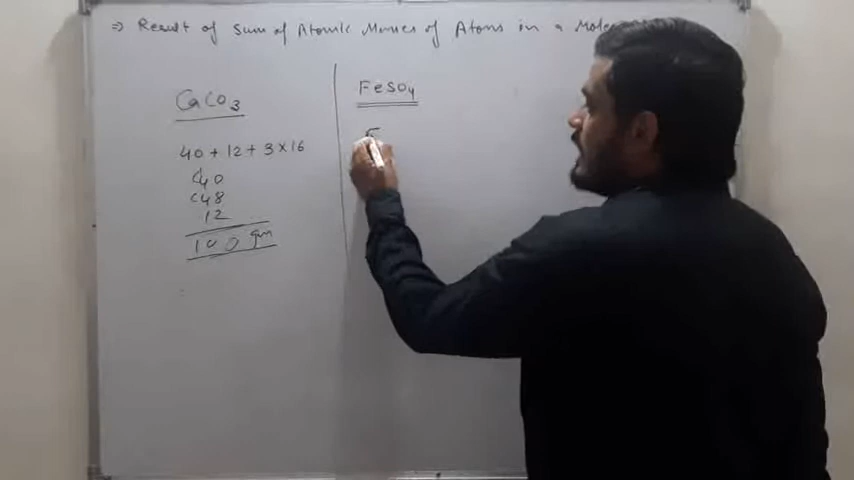 ⇒ Result of Sum of Atomic Masses of Atoms in a
CaCO3
40 + 12 + 3×16
40
48
12
100 gm
FeSO4
5